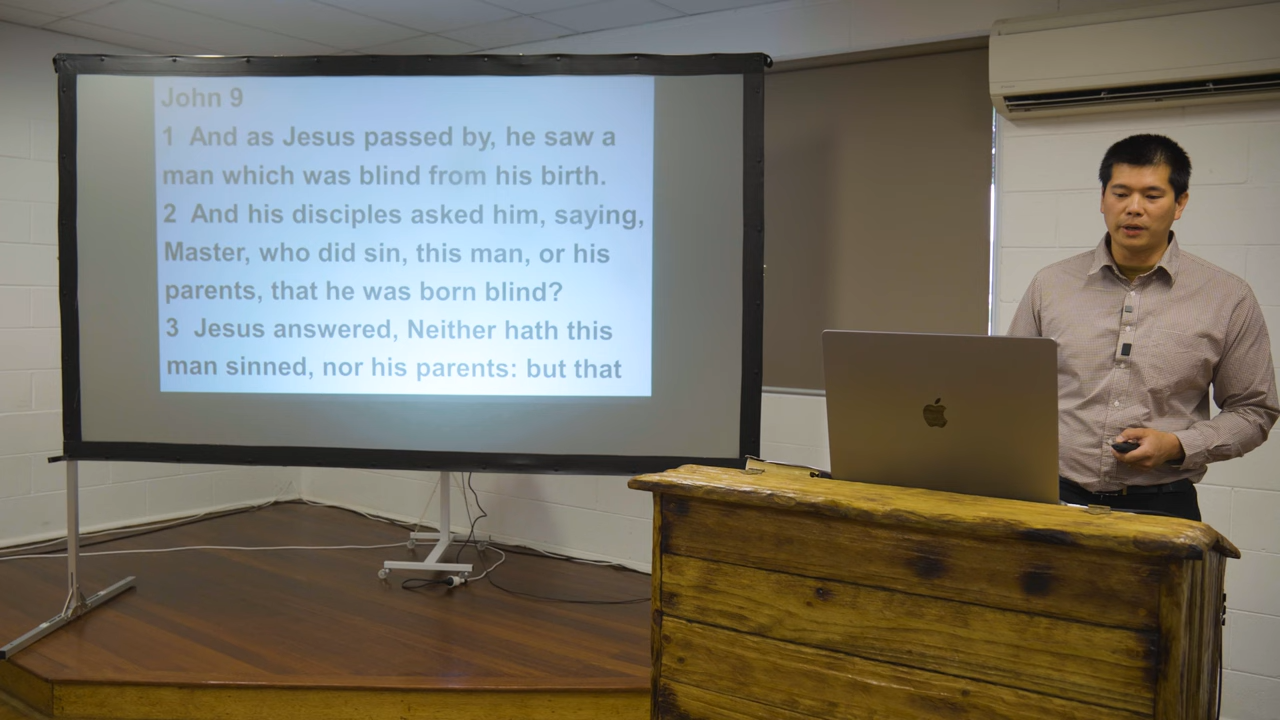 John 9
1 And as Jesus passed by, he saw a
man which was blind from his birth.
2 And his disciples asked him, saying,
Master, who did sin, this man, or his
parents, that he was born blind?
3 Jesus answered, Neither hath this
man sinned, nor his parents: but that